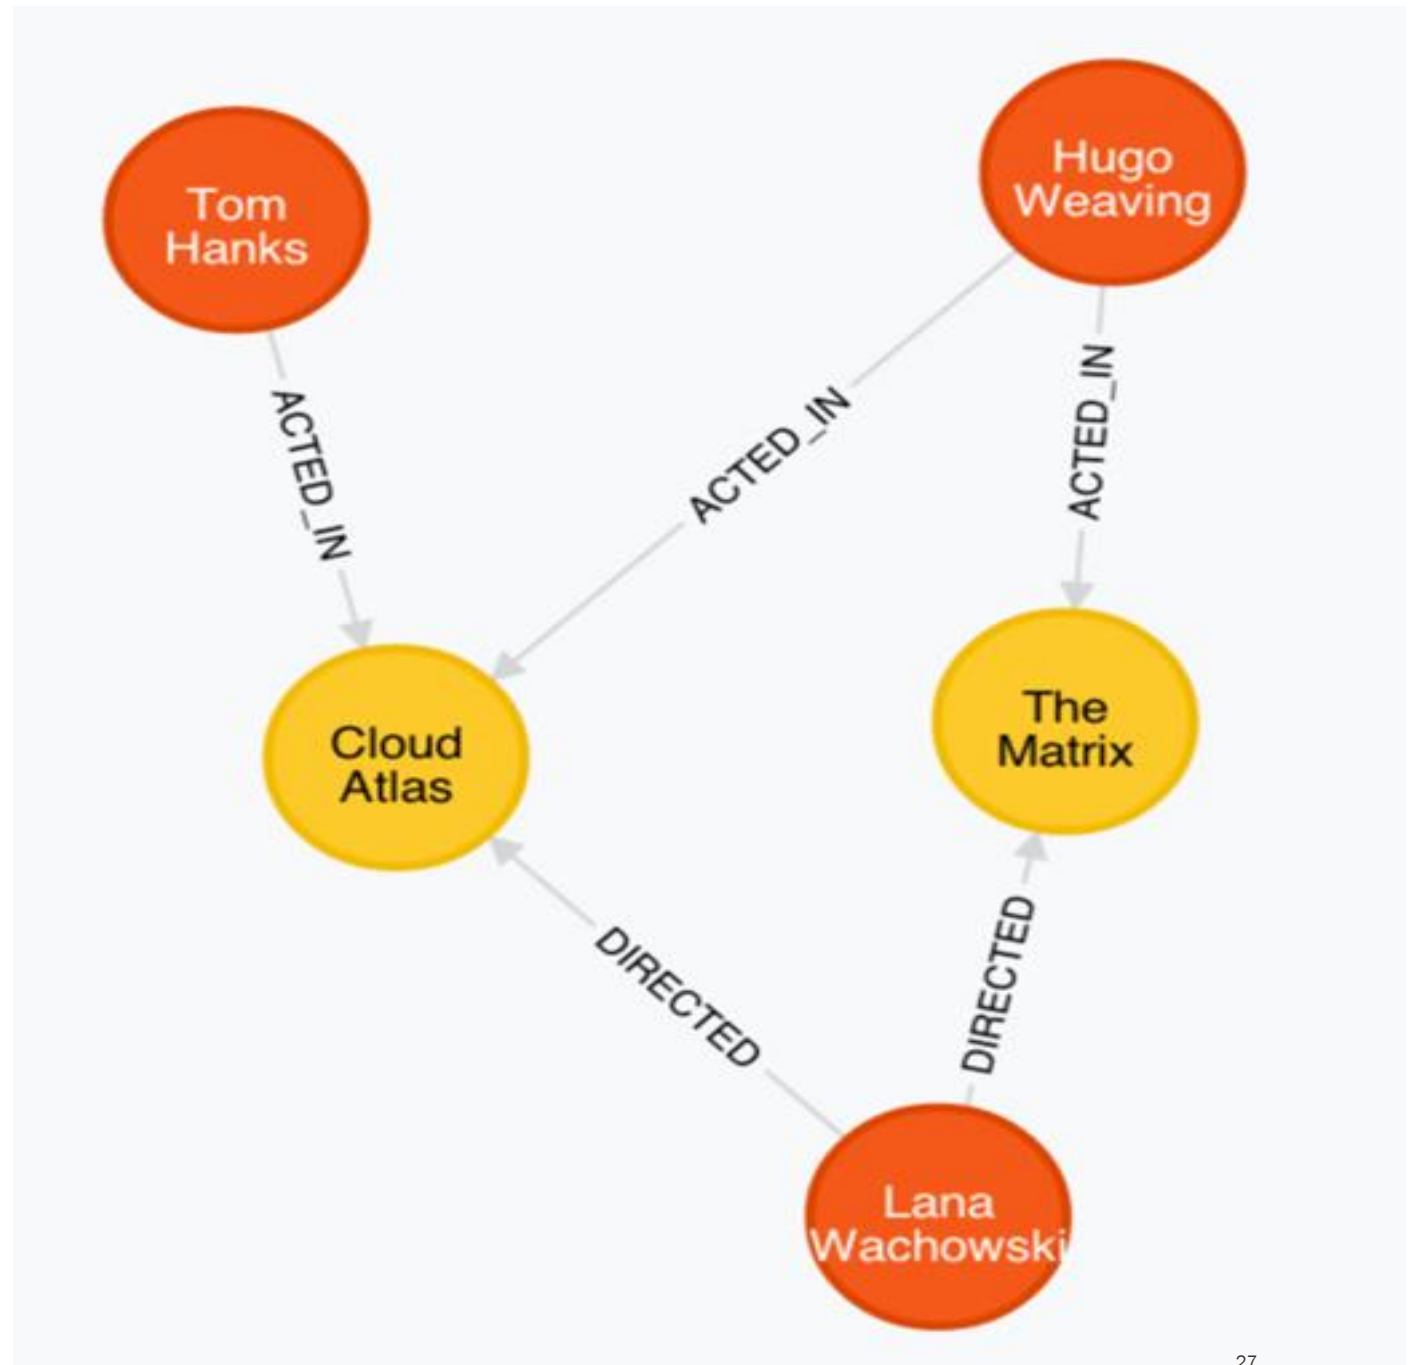 Tom
Hanks
Hugo
Weaving
ACTED_IN
ACTED_IN
ACTED_IN
Cloud
Atlas
The
Matrix
DIRECTED
DIRECTED
Lana
Wachowski
27